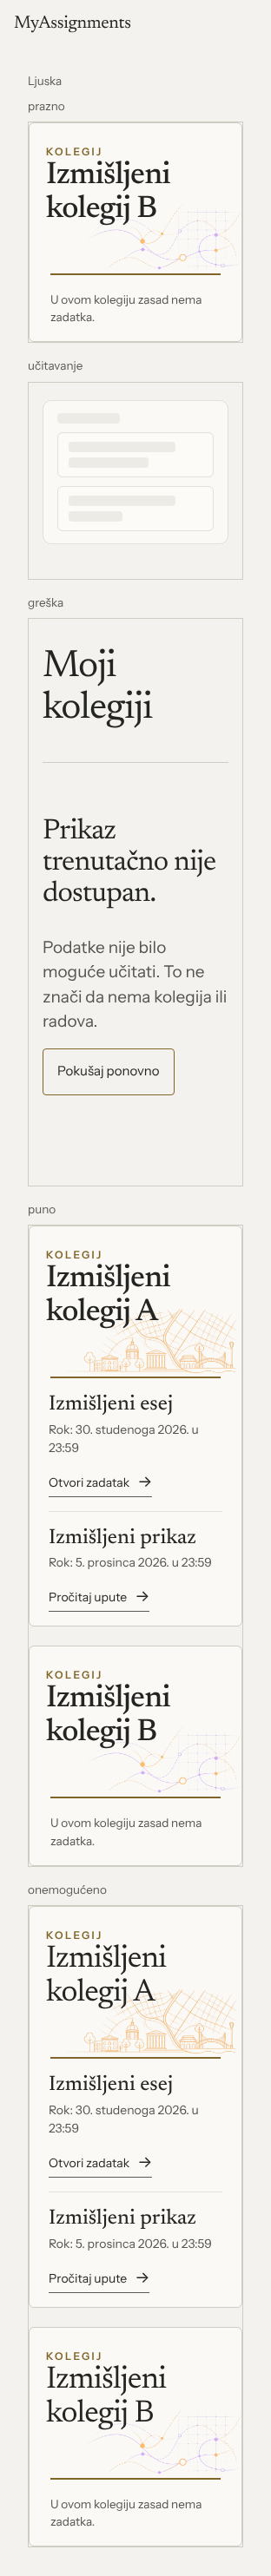 MyAssignments
Ljuska
prazno
KOLEGIJ
Izmišljeni
kolegij B
U ovom kolegiju zasad nema
zadatka.
učitavanje
greška
Moji
kolegiji
Prikaz
trenutačno nije
dostupan.
Podatke nije bilo
moguće učitati. To ne
znači da nema kolegija ili
radova.
Pokušaj ponovno
puno
KOLEGIJ
Izmišljeni
kolegij A
Izmišljeni esej
Rok: 30. studenoga 2026. u
23:59
Otvori zadatak →
Izmišljeni prikaz
Rok: 5. prosinca 2026. u 23:59
Pročitaj upute →
KOLEGIJ
Izmišljeni
kolegij B
U ovom kolegiju zasad nema
zadatka.
onemogućeno
KOLEGIJ
Izmišljeni
kolegij A
Izmišljeni esej
Rok: 30. studenoga 2026. u
23:59
Otvori zadatak →
Izmišljeni prikaz
Rok: 5. prosinca 2026. u 23:59
Pročitaj upute →
KOLEGIJ
Izmišljeni
kolegij B
U ovom kolegiju zasad nema
zadatka.